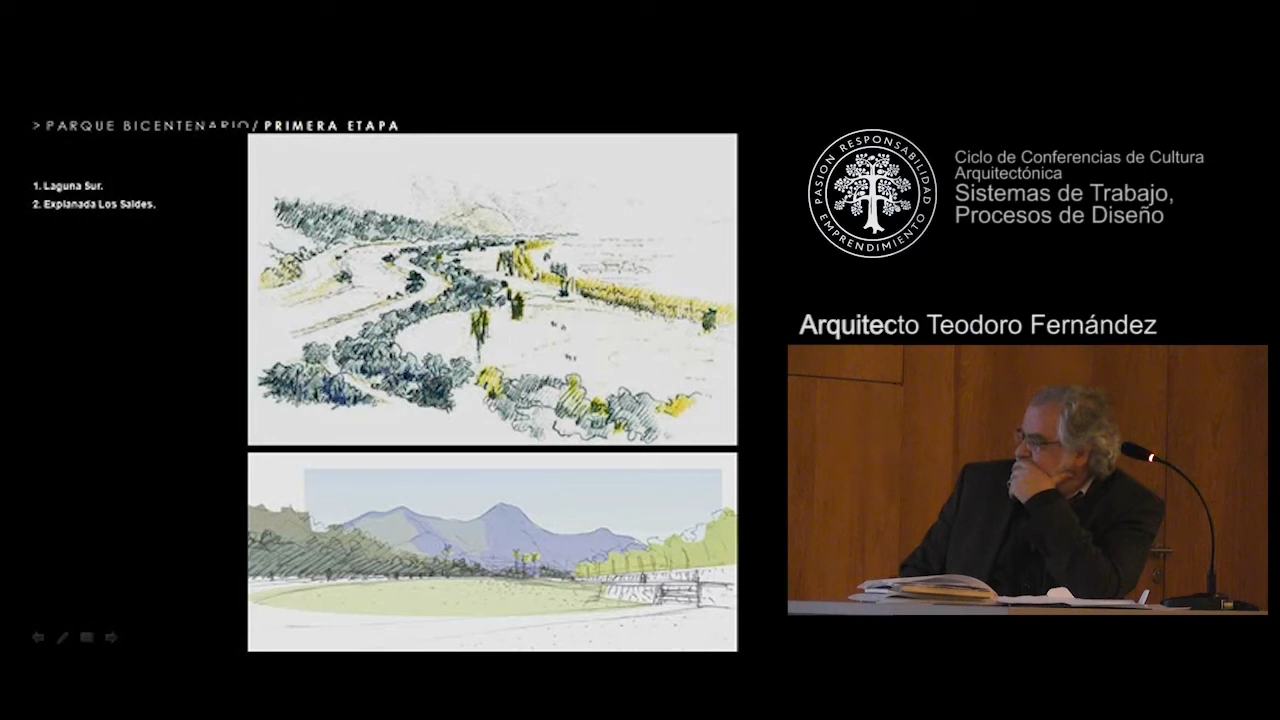 > PARQUE BICENTENARIO/ PRIMERA ETAPA
1. Laguna Sur.
2. Explanada Los Saldes.
PASION RESPONSABILIDAD
EMPRENDIMIENTO
Ciclo de Conferencias de Cultura
Arquitectónica
Sistemas de Trabajo,
Procesos de Diseño
Arquitecto Teodoro Fernández